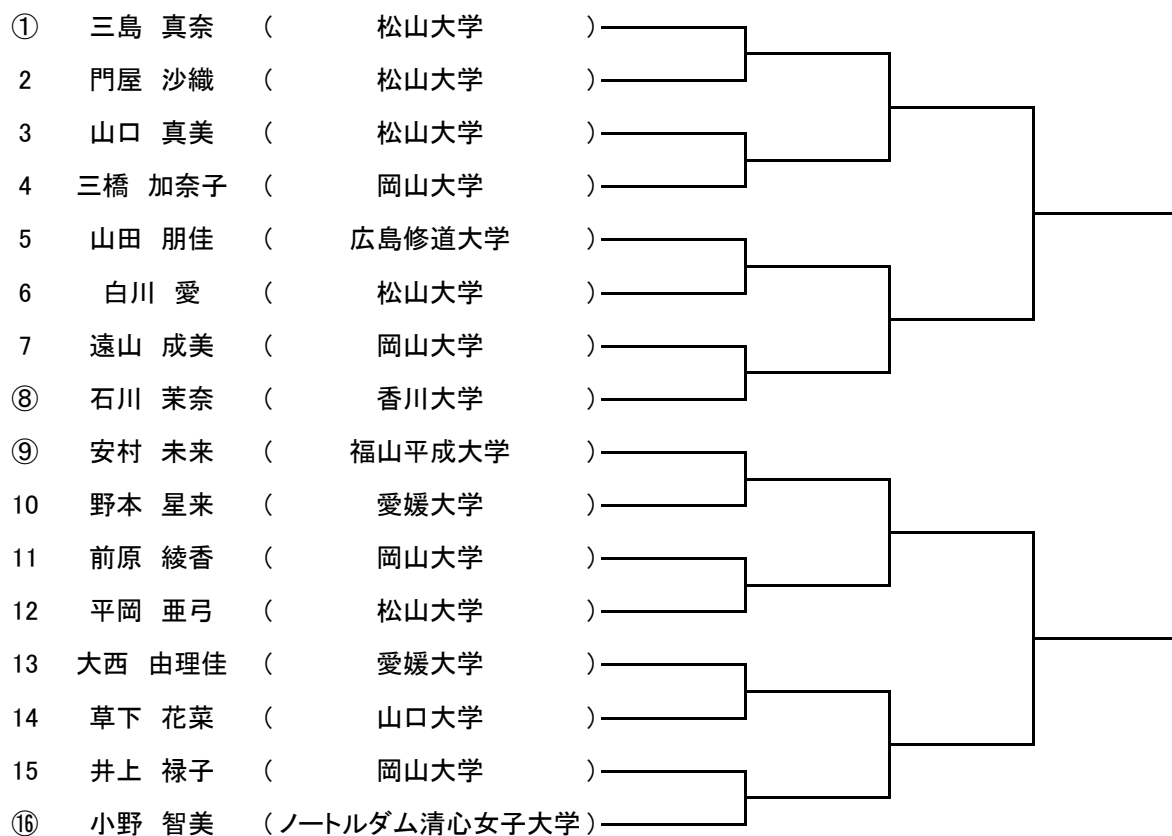 ① 三島 真奈 ( 松山大学 )
2 門屋 沙織 ( 松山大学 )
3 山口 真美 ( 松山大学 )
4 三橋 加奈子 ( 岡山大学 )
5 山田 朋佳 ( 広島修道大学 )
6 白川 愛 ( 松山大学 )
7 遠山 成美 ( 岡山大学 )
⑧ 石川 茉奈 ( 香川大学 )
⑨ 安村 未来 ( 福山平成大学 )
10 野本 星来 ( 愛媛大学 )
11 前原 綾香 ( 岡山大学 )
12 平岡 亜弓 ( 松山大学 )
13 大西 由理佳 ( 愛媛大学 )
14 草下 花菜 ( 山口大学 )
15 井上 禄子 ( 岡山大学 )
⑯ 小野 智美 ( ノートルダム清心女子大学 )